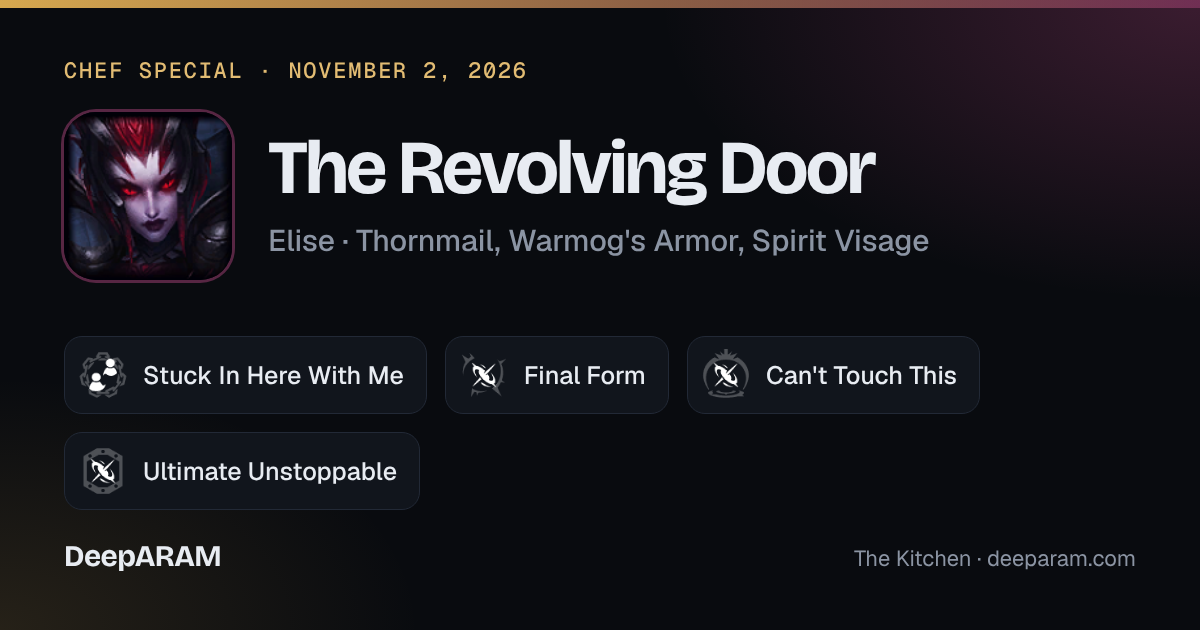 CHEF SPECIAL · NOVEMBER 2, 2026
The Revolving Door
Elise · Thornmail, Warmog's Armor, Spirit Visage
Stuck In Here With Me
Final Form
Can't Touch This
Ultimate Unstoppable
DeepARAM
The Kitchen · deeparam.com